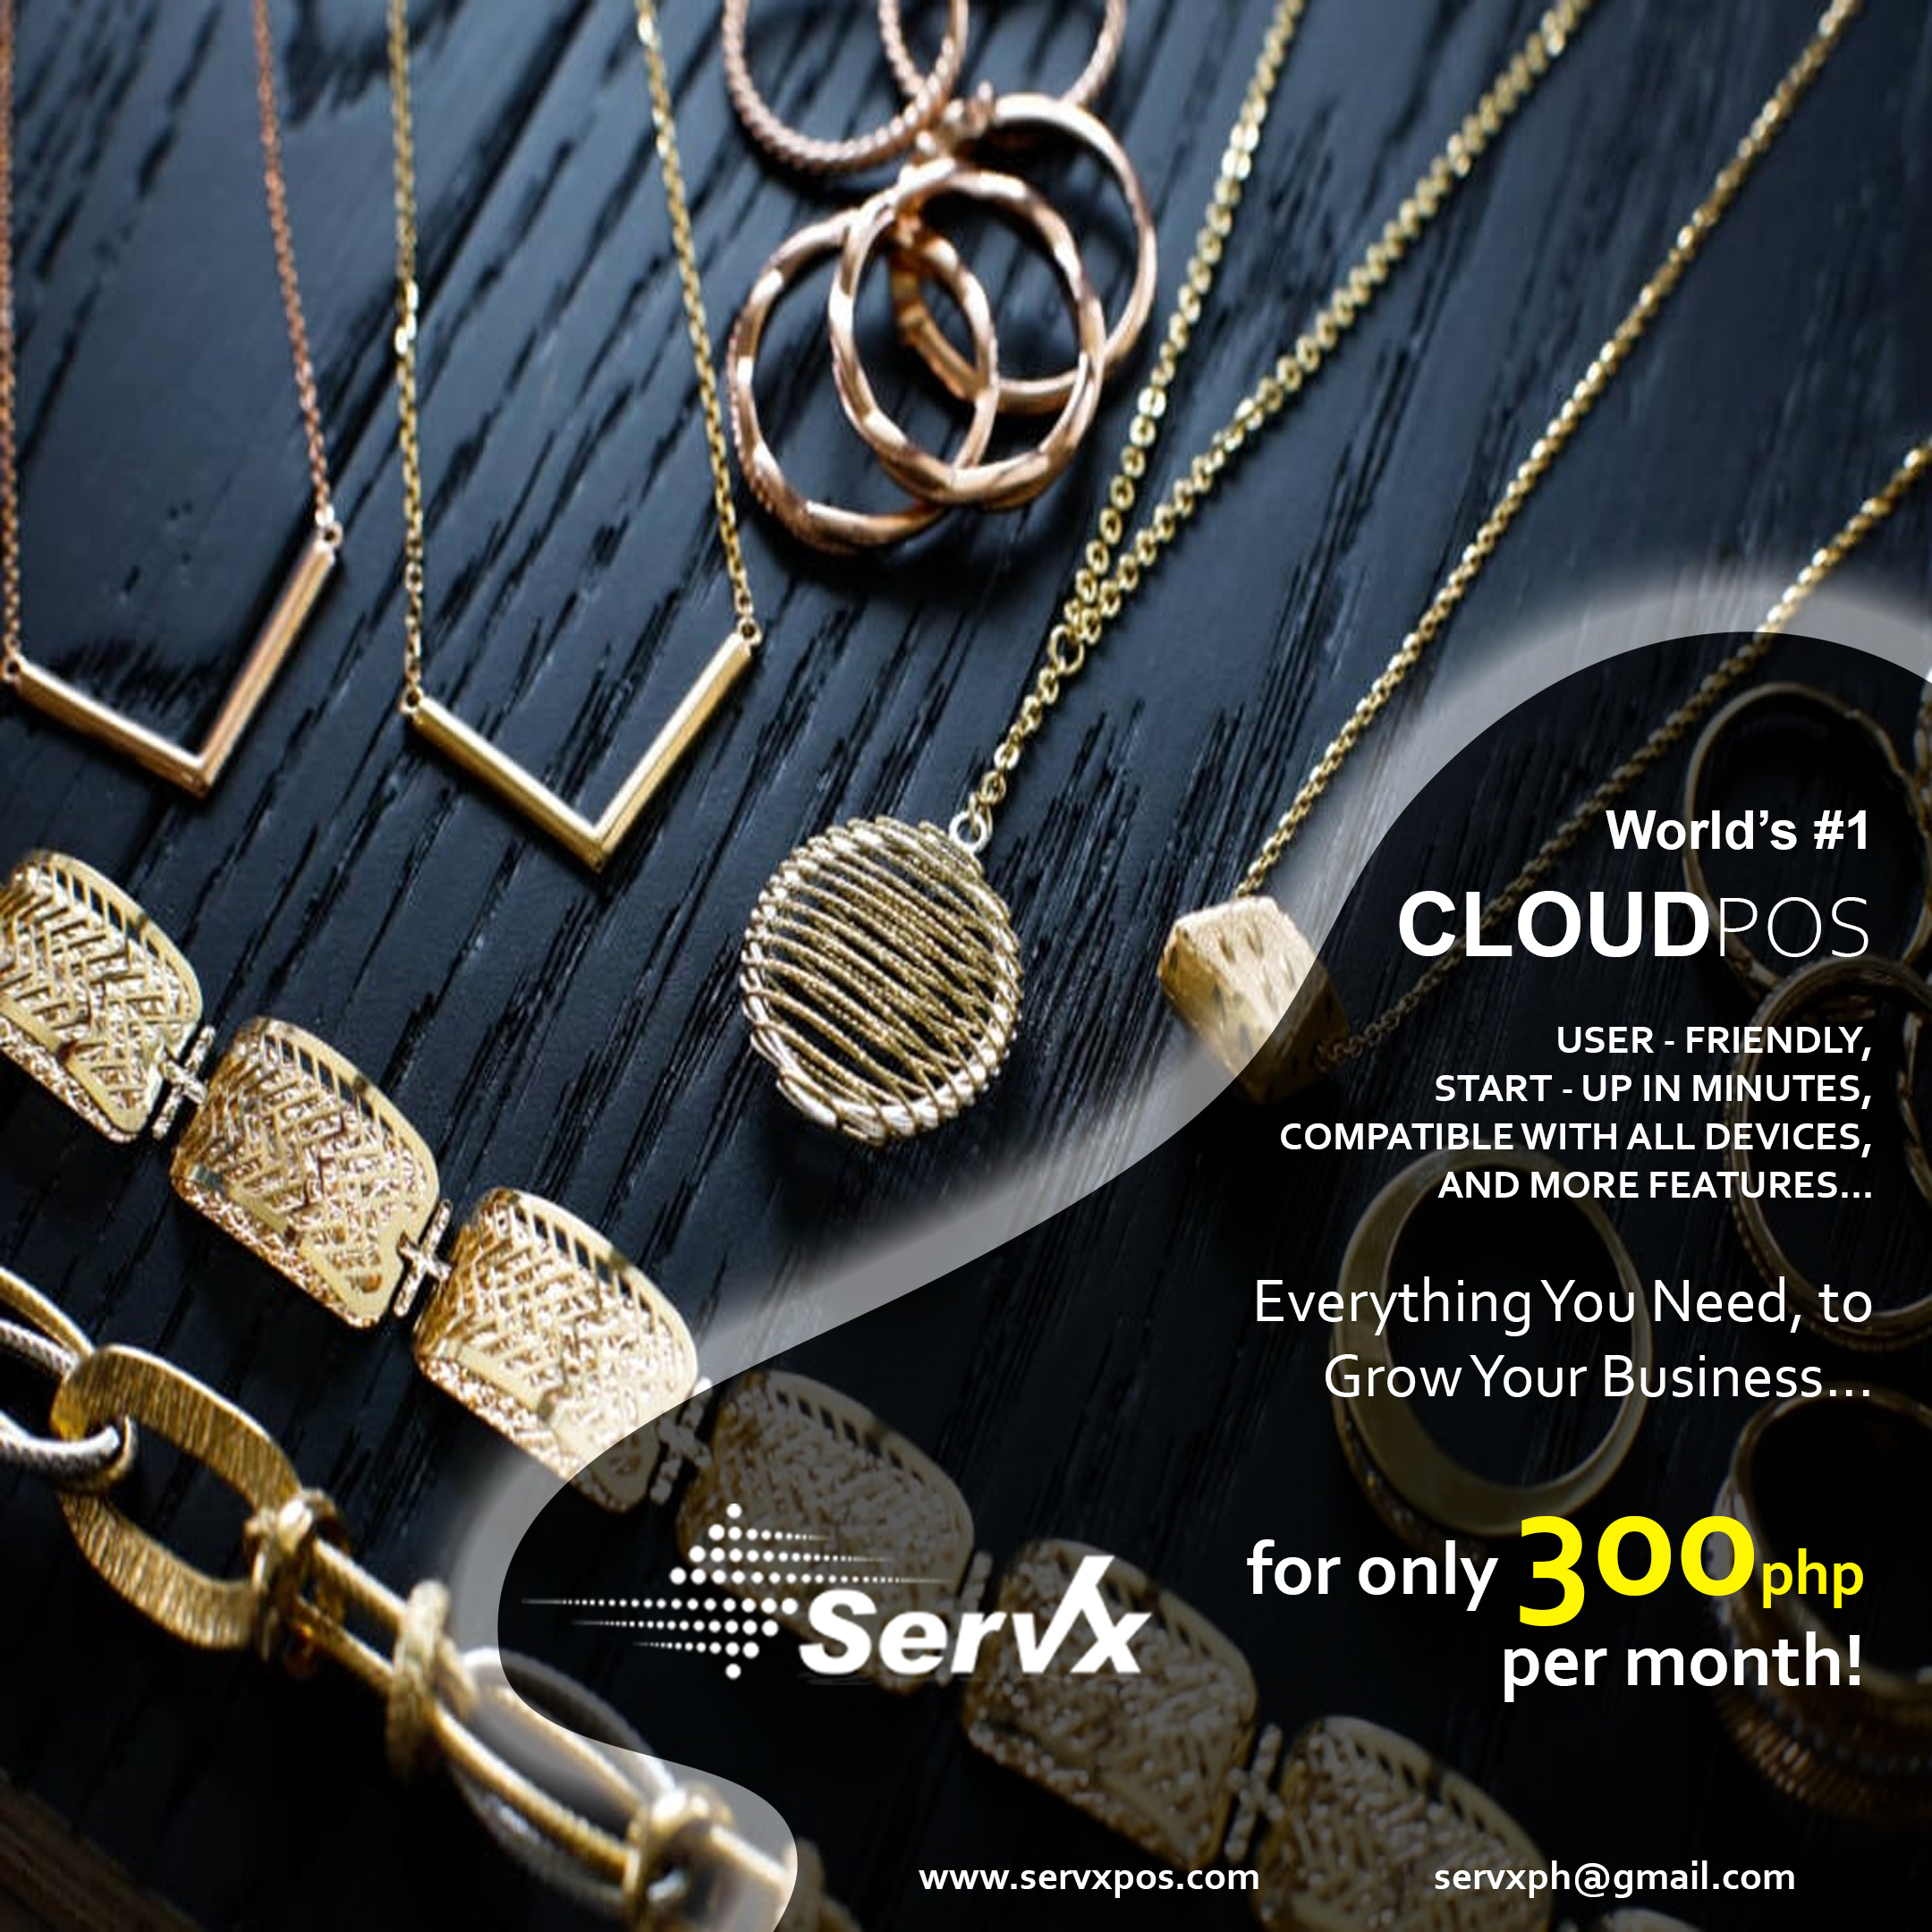 World's #1
CLOUDPOS
USER - FRIENDLY,
START - UP IN MINUTES,
COMPATIBLE WITH ALL DEVICES,
AND MORE FEATURES...
Everything You Need, to
Grow Your Business...
for only 300php
per month!
ServX
www.servxpos.com
servxph@gmail.com